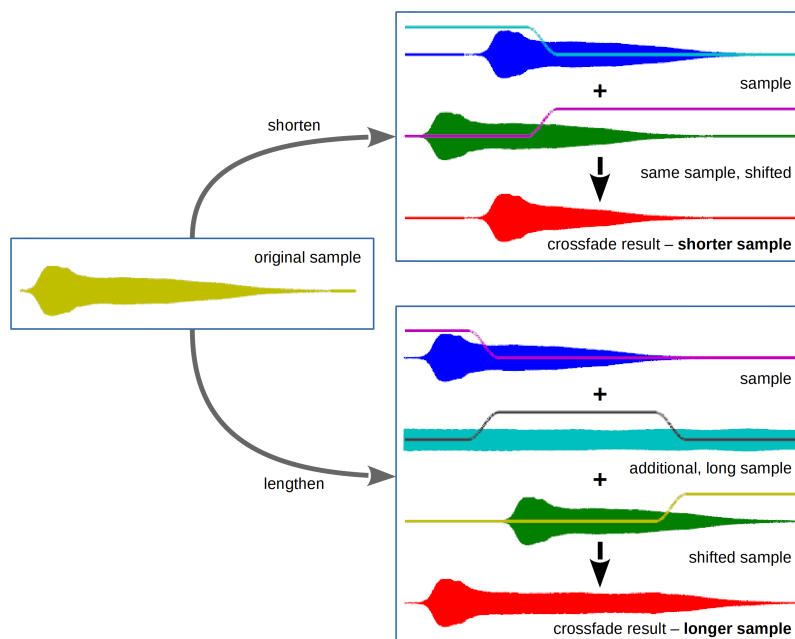 sample
+
shorten
same sample, shifted
crossfade result – shorter sample
original sample
sample
+
additional, long sample
+
lengthen
shifted sample
crossfade result – longer sample